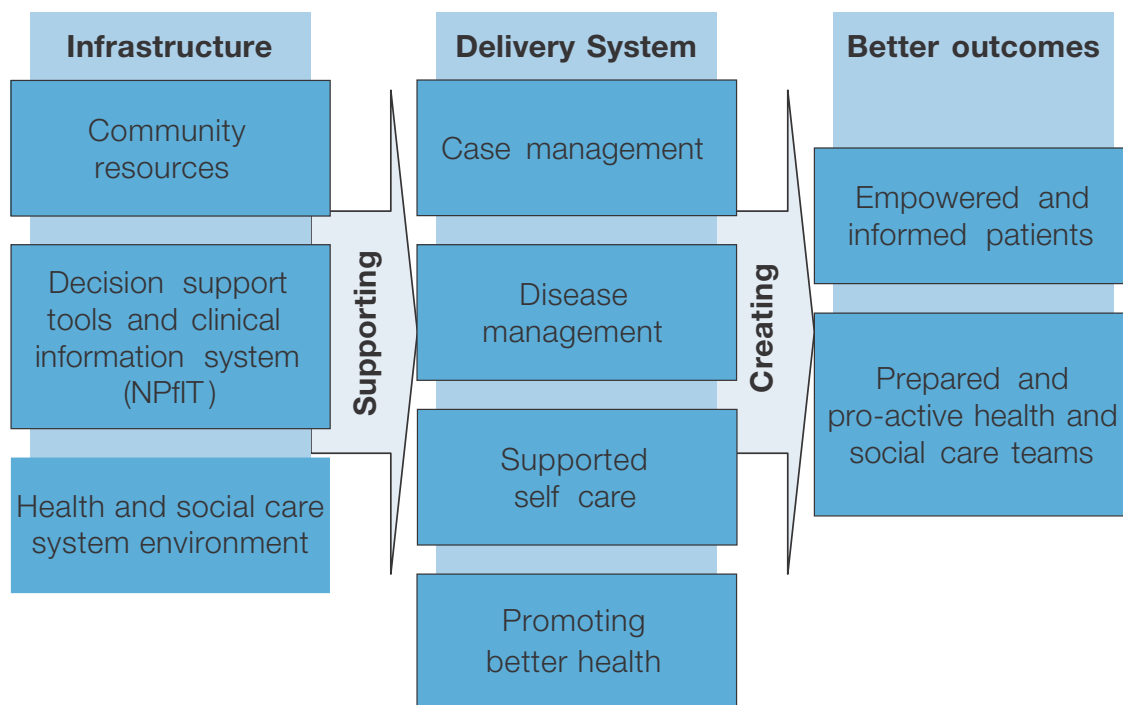 Infrastructure
Community
resources
Decision support
tools and clinical
information system
(NPfIT)
Health and social care
system environment
Supporting
Delivery System
Case management
Disease
management
Supported
self care
Promoting
better health
Creating
Better outcomes
Empowered and
informed patients
Prepared and
pro-active health and
social care teams